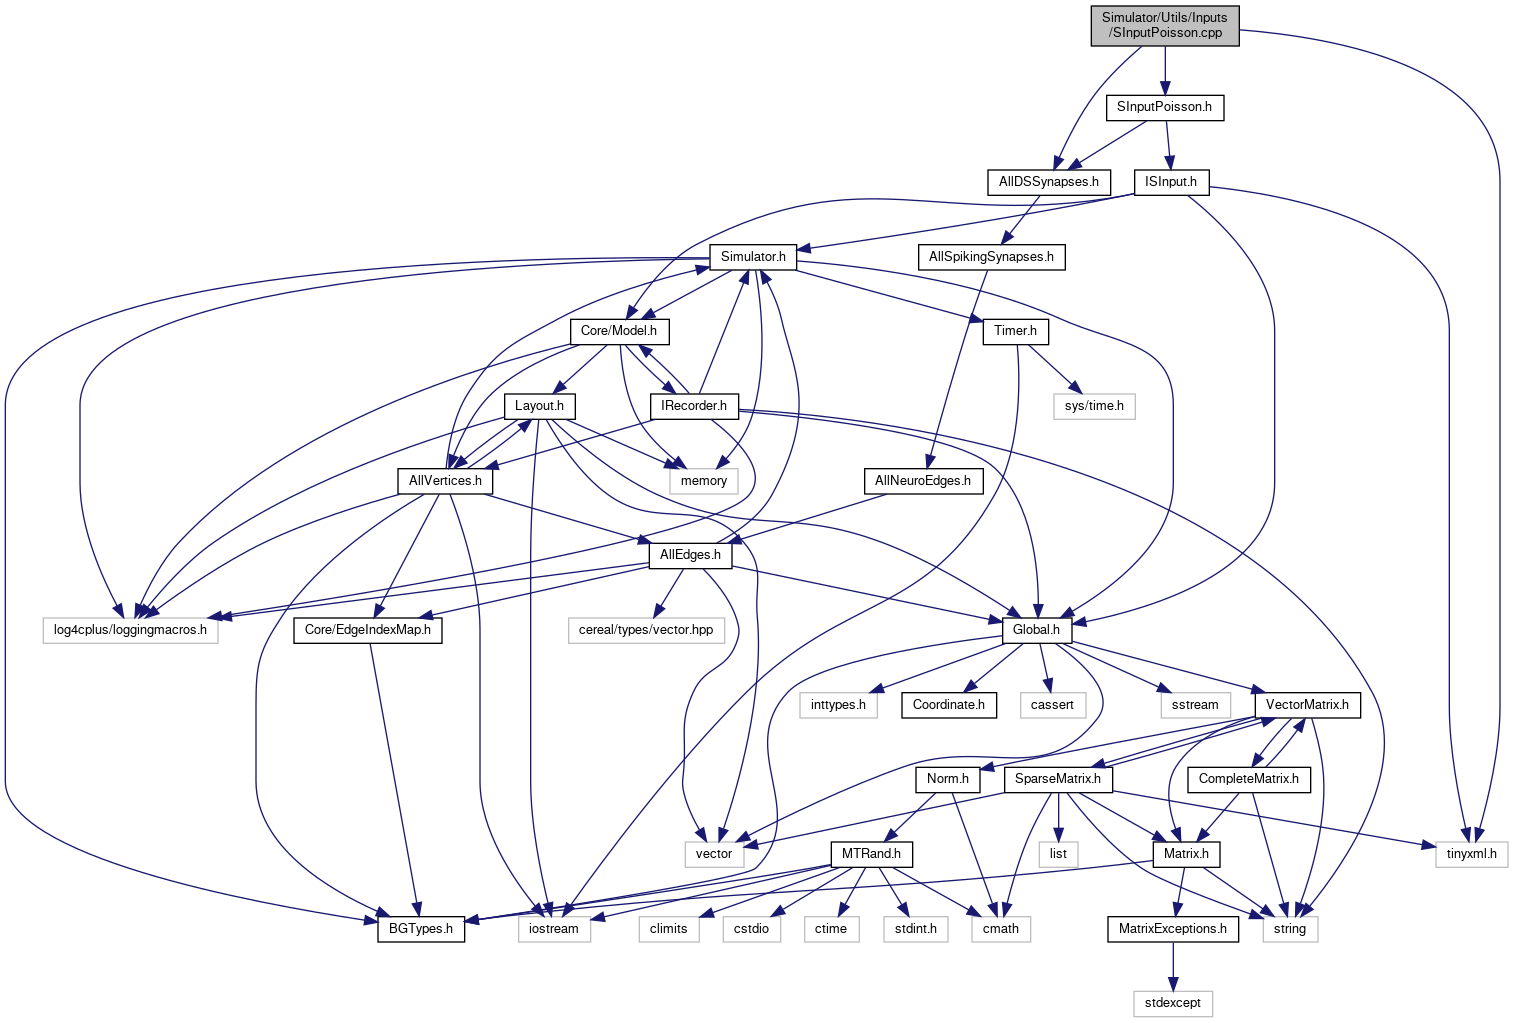 Simulator/Utils/Inputs
/SInputPoisson.cpp
SInputPoisson.h
AllDSSynapses.h
ISInput.h
Simulator.h
AllSpikingSynapses.h
Core/Model.h
Timer.h
Layout.h
IRecorder.h
sys/time.h
AllVertices.h
memory
AllNeuroEdges.h
AllEdges.h
log4cplus/loggingmacros.h
Core/EdgeIndexMap.h
cereal/types/vector.hpp
Global.h
inttypes.h
Coordinate.h
cassert
sstream
VectorMatrix.h
Norm.h
SparseMatrix.h
CompleteMatrix.h
vector
MTRand.h
list
Matrix.h
tinyxml.h
BGTypes.h
iostream
climits
cstdio
ctime
stdint.h
cmath
MatrixExceptions.h
string
stdexcept